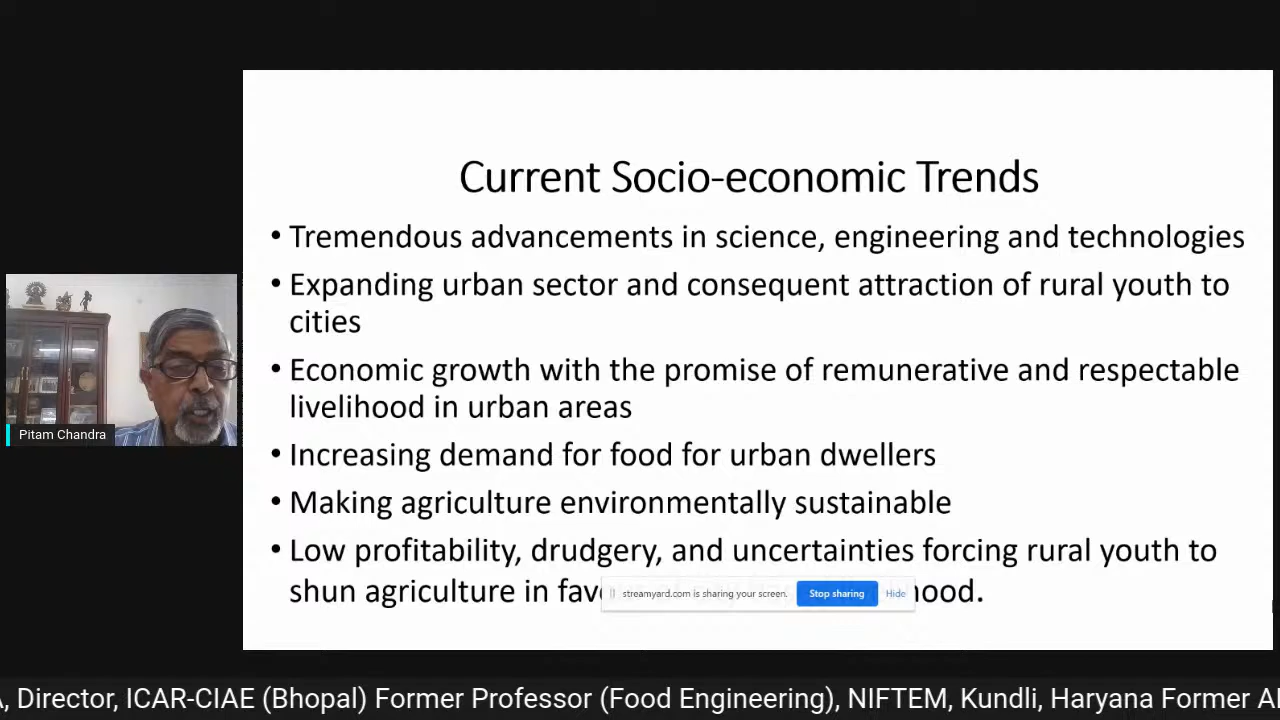 Current Socio-economic Trends
• Tremendous advancements in science, engineering and technologies
• Expanding urban sector and consequent attraction of rural youth to
cities
• Economic growth with the promise of remunerative and respectable
livelihood in urban areas
• Increasing demand for food for urban dwellers
• Making agriculture environmentally sustainable
• Low profitability, drudgery, and uncertainties forcing rural youth to
shun agriculture in
streamyard.com is sharing your screen. Stop sharing Hide
Pitam Chandra
Director, ICAR-CIAE (Bhopal) Former Professor (Food Engineering), NIFTEM, Kundli, Haryana Former